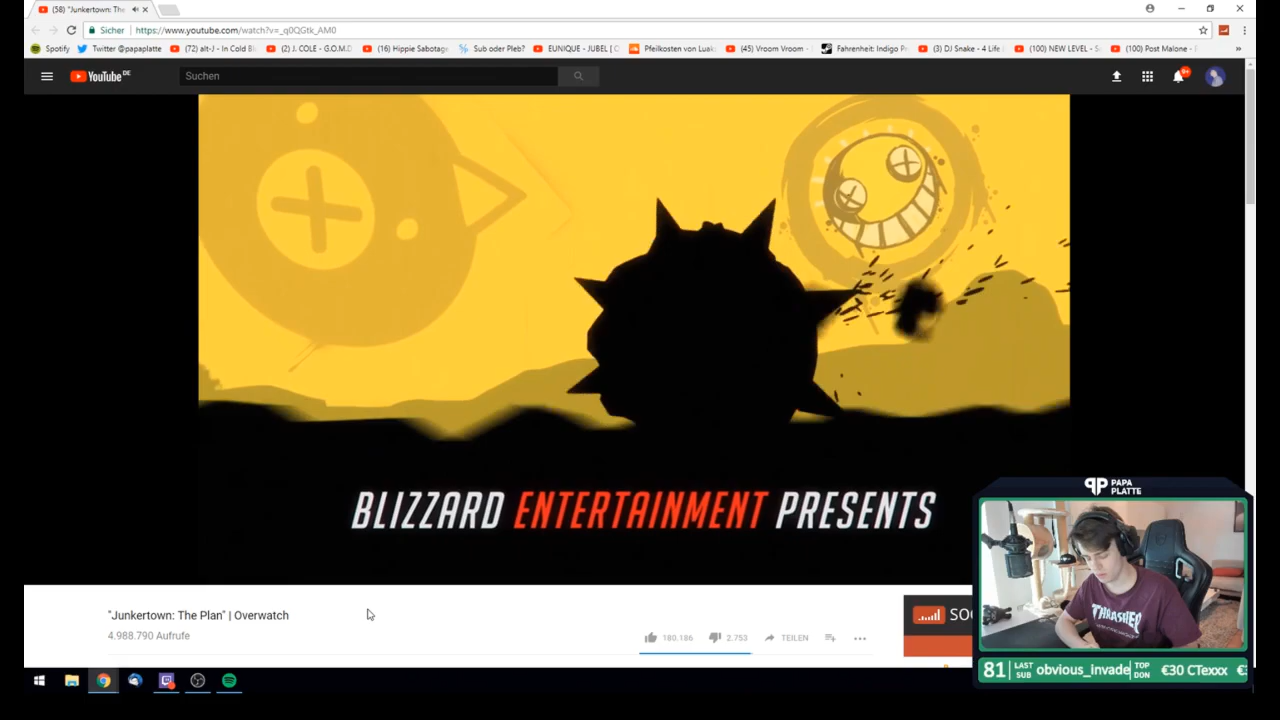 (58) "Junkertown: The
Sicher
https://www.youtube.com/watch?v=_q0QGtk_AM0
Spotify
Twitter @papaplatte
(72) alt-J - In Cold Bl
(2) J. COLE - G.O.M.D
(16) Hippie Sabotage
Sub oder Pleb?
EUNIQUE - JUBEL [ O
Pfeilkosten von Luak
(45) Vroom Vroom -
Fahrenheit: Indigo Pr
(3) DJ Snake - 4 Life
(100) NEW LEVEL - S
(100) Post Malone -
YouTube DE
Suchen
9+
BLIZZARD ENTERTAINMENT PRESENTS
PAPA
PLATTE
THRASHER
"Junkertown: The Plan" | Overwatch
4.988.790 Aufrufe
180.186
2.753
TEILEN
SO
81
LAST
SUB
obvious_invade
TOP
DON
€30 CTexxx